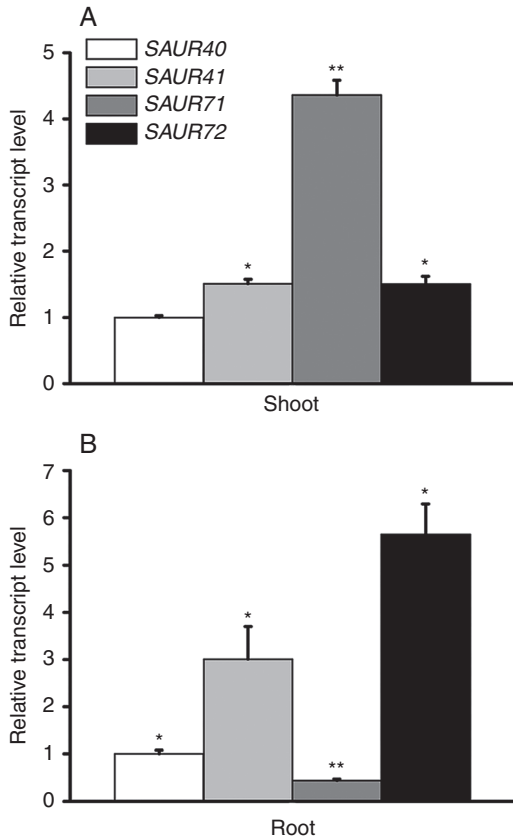 A
Relative transcript level
5
4
3
2
1
0
SAUR40
SAUR41
SAUR71
SAUR72
*
**
*
Shoot
B
Relative transcript level
7
6
5
4
3
2
1
0
*
*
**
*
Root